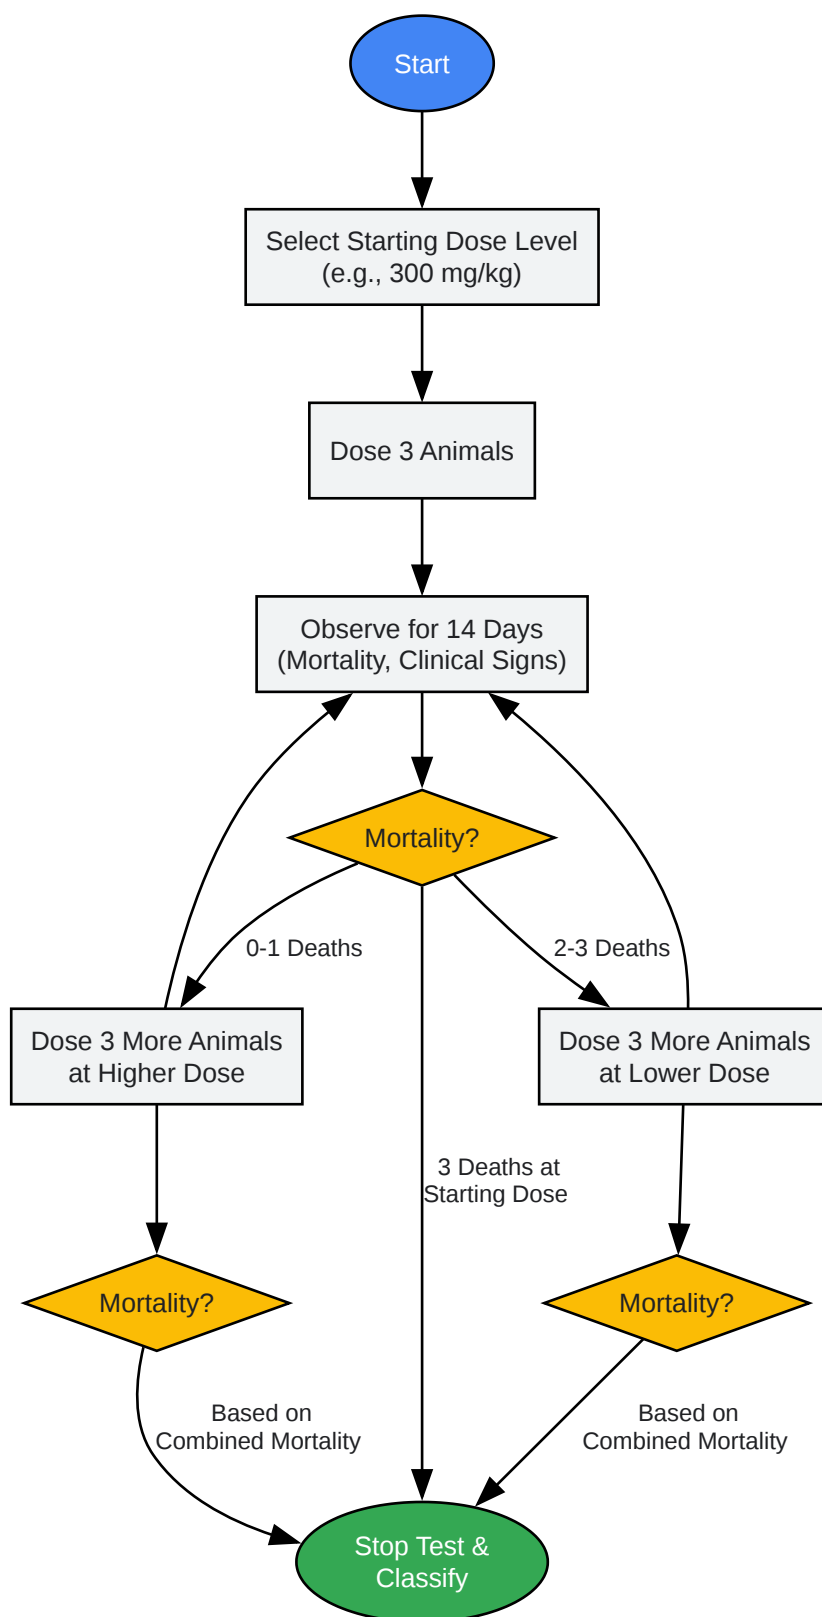 Start
Select Starting Dose Level
(e.g., 300 mg/kg)
Dose 3 Animals
Observe for 14 Days
(Mortality, Clinical Signs)
Mortality?
0-1 Deaths
2-3 Deaths
Dose 3 More Animals
at Higher Dose
Dose 3 More Animals
at Lower Dose
3 Deaths at
Starting Dose
Mortality?
Mortality?
Based on
Combined Mortality
Based on
Combined Mortality
Stop Test &
Classify